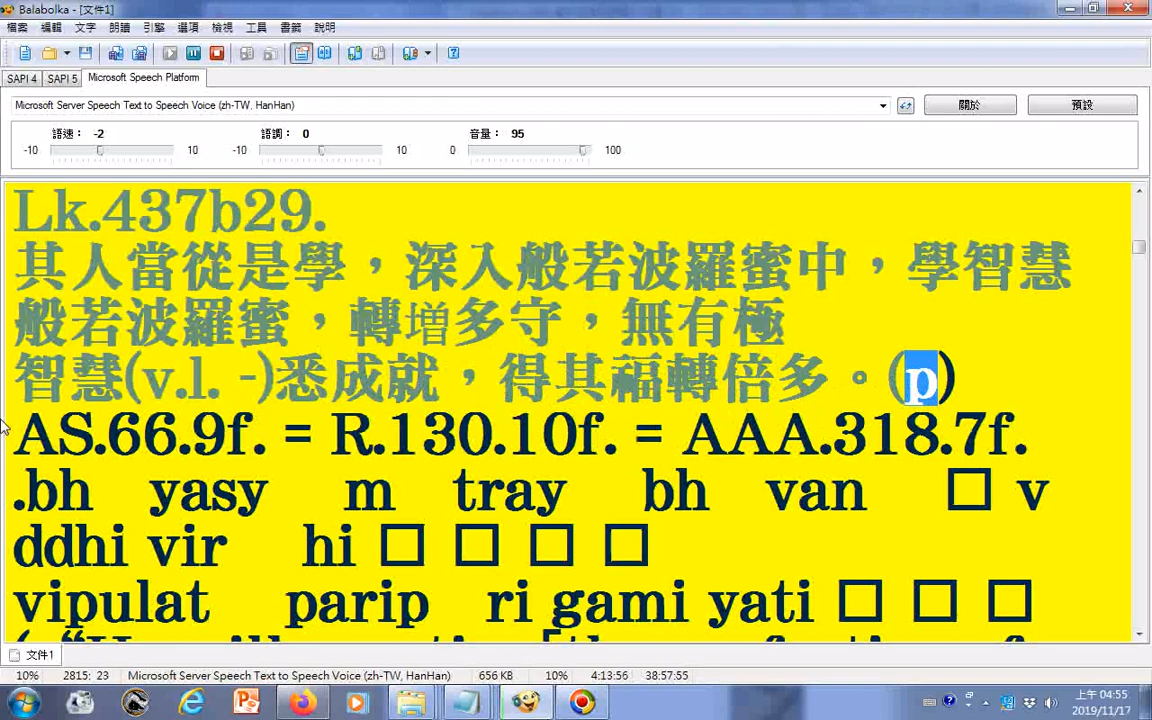 Balabolka - [文件1]
檔案 編輯 文字 朗讀 引擎 選項 檢視 工具 書籤 說明
SAPI 4 SAPI 5 Microsoft Speech Platform
Microsoft Server Speech Text to Speech Voice (zh-TW, HanHan) 關於 預設
語速： -2 語調： 0 音量： 95
-10 10 -10 10 0 100
Lk.437b29.
其人當從是學，深入般若波羅蜜中，學智慧
般若波羅蜜，轉增多守，無有極
智慧(v.l. -)悉成就，得其福轉倍多。(p)
AS.66.9f. = R.130.10f. = AAA.318.7f.
.bh yasy m tray bh van □ v
ddhi vir hi □ □ □ □
vipulat parip ri gami yati □ □ □
文件1
10% 2815: 23 Microsoft Server Speech Text to Speech Voice (zh-TW, HanHan) 656 KB 10% 4:13:56 38:57:55
上午 04:55
2019/11/17